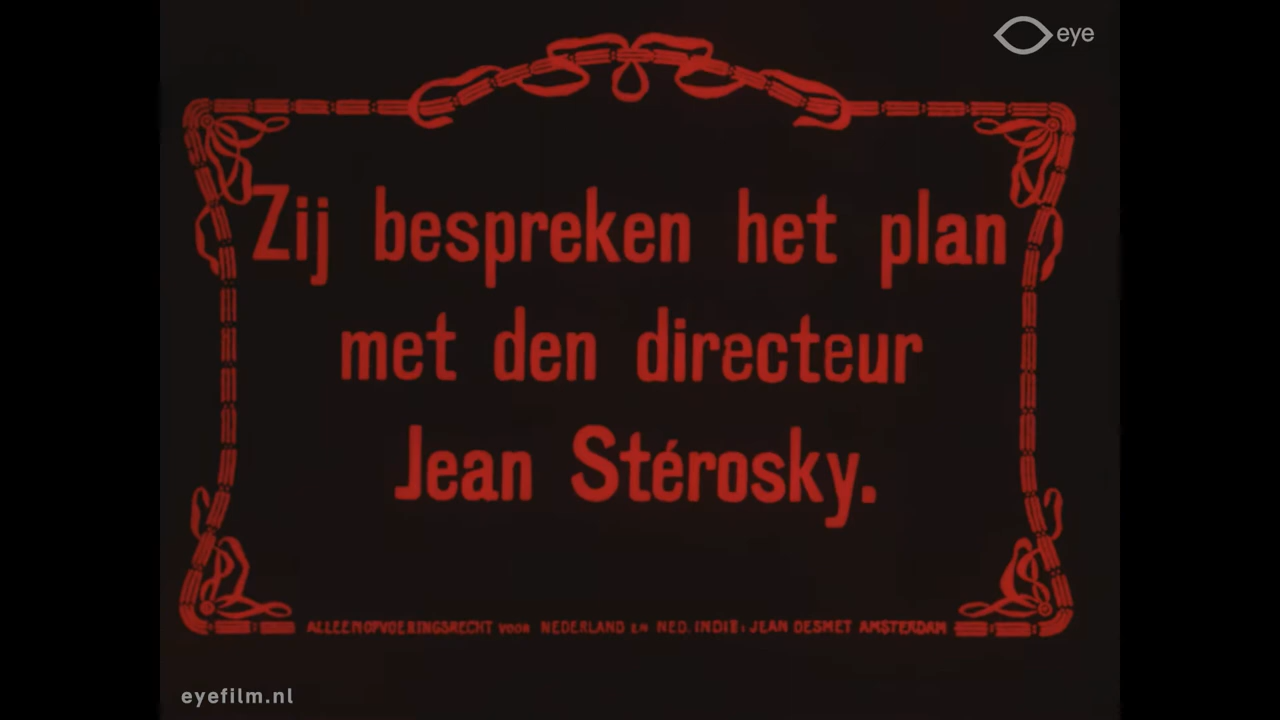 eye
Zij bespreken het plan
met den directeur
Jean Stérosky.
ALLEENOPVOERINGSRECHT VOOR NEDERLAND EN NED. INDIË: JEAN DESMET AMSTERDAM
eyefilm.nl